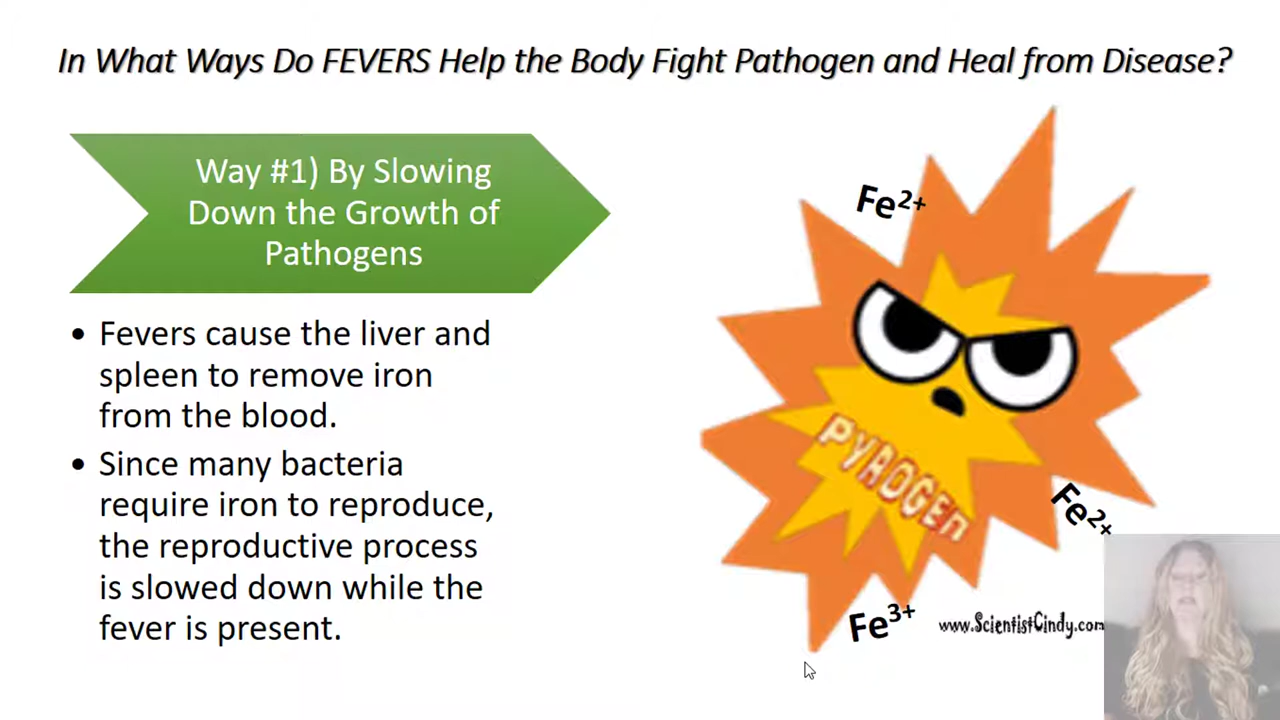 In What Ways Do FEVERS Help the Body Fight Pathogen and Heal from Disease?
Way #1) By Slowing
Down the Growth of
Pathogens
• Fevers cause the liver and
spleen to remove iron
from the blood.
• Since many bacteria
require iron to reproduce,
the reproductive process
is slowed down while the
fever is present.
Fe²⁺
PYROGEN
Fe²⁺
Fe³⁺
www.ScientistCindy.com